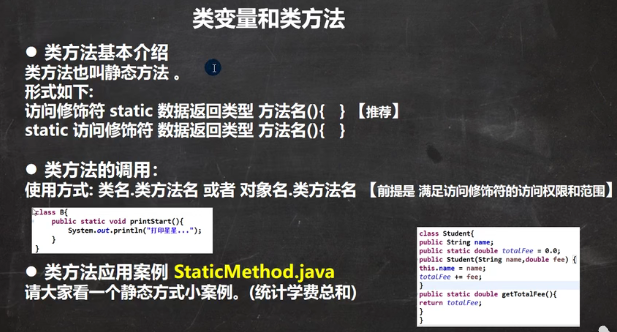 类变量和类方法
● 类方法基本介绍
类方法也叫静态方法 。
形式如下:
访问修饰符 static 数据返回类型 方法名(){ } 【推荐】
static 访问修饰符 数据返回类型 方法名(){ }
● 类方法的调用:
使用方式: 类名.类方法名 或者 对象名.类方法名 【前提是 满足访问修饰符的访问权限和范围】
class B{
public static void printStart(){
System.out.println("打印星星...");
}
}
● 类方法应用案例 StaticMethod.java
请大家看一个静态方式小案例。(统计学费总和)
class Student{
public String name;
public static double totalFee = 0.0;
public Student(String name,double fee) {
this.name = name;
totalFee += fee;
}
public static double getTotalFee(){
return totalFee;
}
}